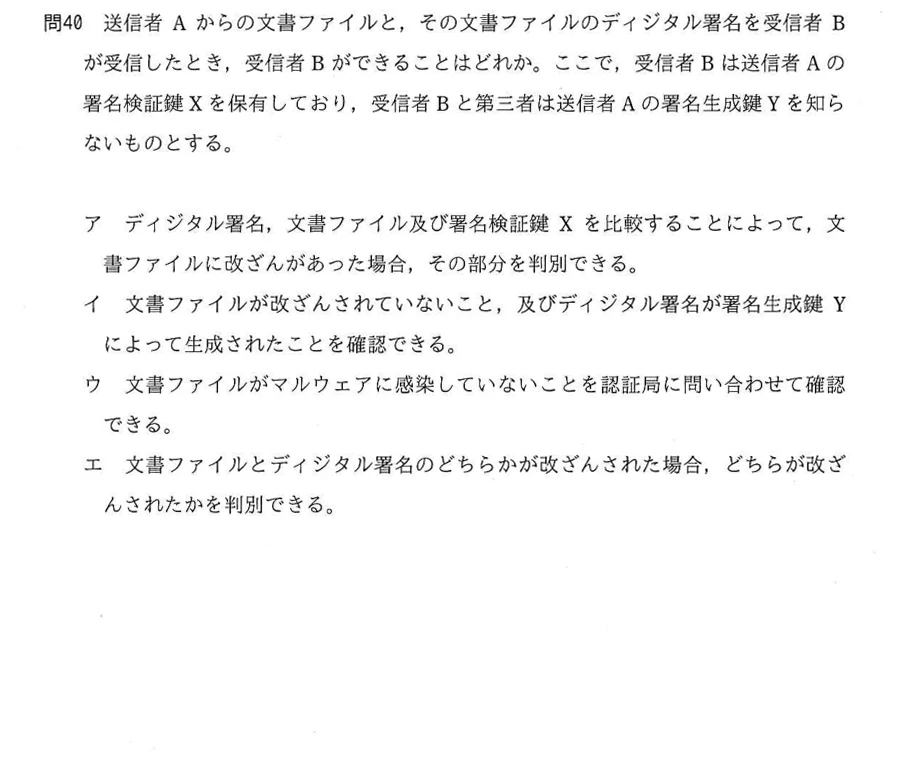 問40 送信者 A からの文書ファイルと，その文書ファイルのディジタル署名を受信者 B
が受信したとき，受信者 B ができることはどれか。ここで，受信者 B は送信者 A の
署名検証鍵 X を保有しており，受信者 B と第三者は送信者 A の署名生成鍵 Y を知ら
ないものとする。
ア ディジタル署名，文書ファイル及び署名検証鍵 X を比較することによって，文
書ファイルに改ざんがあった場合，その部分を判別できる。
イ 文書ファイルが改ざんされていないこと，及びディジタル署名が署名生成鍵 Y
によって生成されたことを確認できる。
ウ 文書ファイルがマルウェアに感染していないことを認証局に問い合わせて確認
できる。
エ 文書ファイルとディジタル署名のどちらかが改ざんされた場合，どちらが改ざ
んされたかを判別できる。